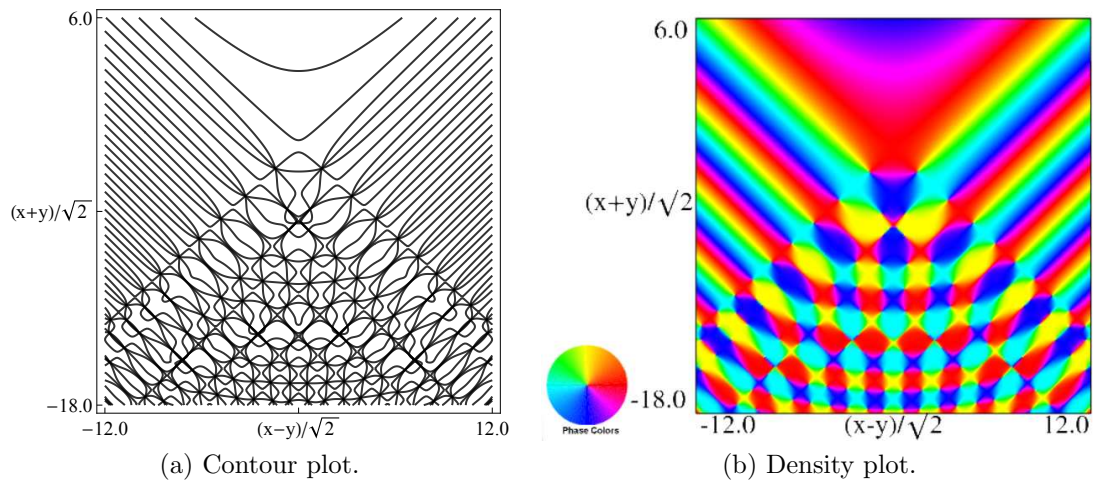 6.0
(x+y)/√2
−18.0
−12.0
(x−y)/√2
12.0
(a) Contour plot.
6.0
(x+y)/√2
Phase Colors
-18.0
-12.0
(x-y)/√2
12.0
(b) Density plot.